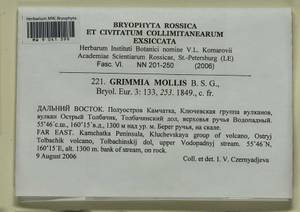 Herbarium MW, Bryophyta
BRYOPHYTA ROSSICA
ET CIVITATUM COLLIMITANEARUM
EXSICCATA
Herbarium Instituti Botanici nomine V.L. Komarovii
Academiae Scientiarum Rossicae, St.-Petersburg (LE)
Fasc. VI. NN 201-250 (2006)
221. GRIMMIA MOLLIS B. S. G.,
Bryol. Eur. 3: 133, 253. 1849., c. fr.
ДАЛЬНИЙ ВОСТОК. Полуостров Камчатка, Ключевская группа вулканов,
вулкан Острый Толбачик, Толбачинский дол, верховья ручья Водопадный.
55°46' с.ш., 160°15' в.д., 1300 м над ур. м. Берег ручья, на скале.
FAR EAST. Kamchatka Peninsula, Kluchevskaya group of volcano, Ostryj
Tolbachik volcano, Tolbachinskij dol, upper Vodopadnyj stream. 55°46' N,
160°15' E, alt. 1300 m. bank of stream, on rock.
9 August 2006
Coll. et det. I. V. Czernyadjeva